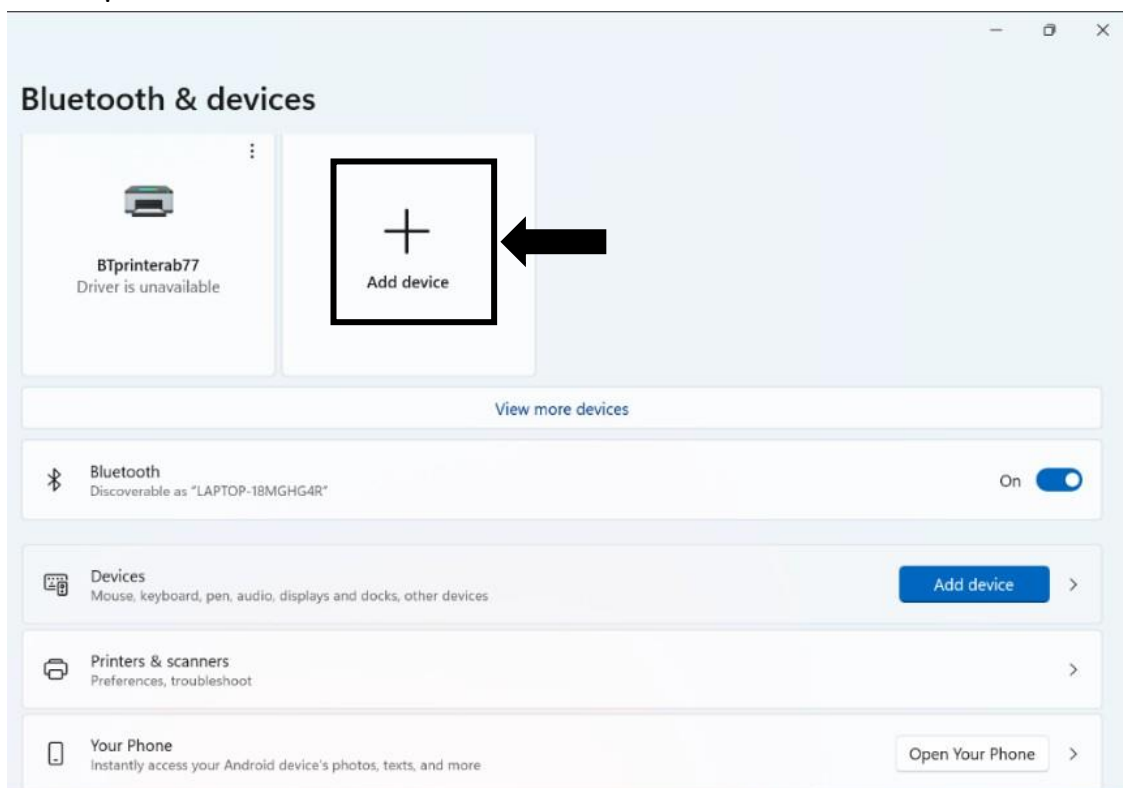 Bluetooth & devices
BTprinterab77
Driver is unavailable
Add device
View more devices
Bluetooth
Discoverable as "LAPTOP-18MGHG4R"
On
Devices
Mouse, keyboard, pen, audio, displays and docks, other devices
Add device
Printers & scanners
Preferences, troubleshoot
Your Phone
Instantly access your Android device's photos, texts, and more
Open Your Phone